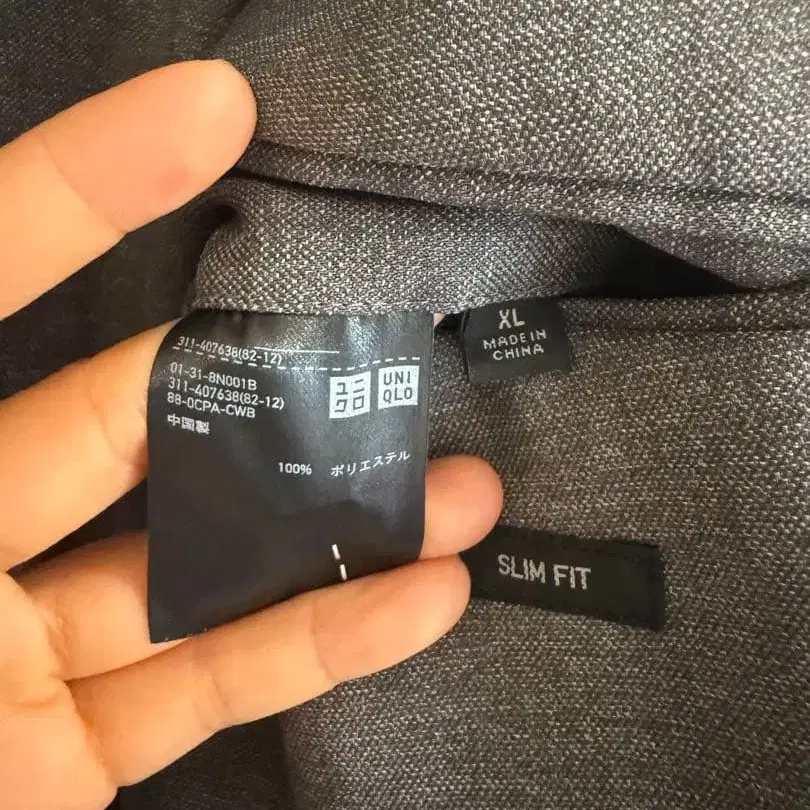 311-407638(82-12)
01-31-8N001B
311-407638(82-12)
88-0CPA-CWB
中国製
ユニ
クロ
UNI
QLO
100% ポリエステル
XL
MADE IN
CHINA
SLIM FIT